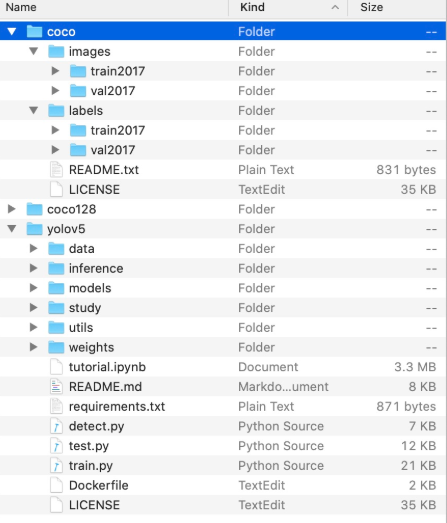 Name Kind Size
coco Folder --
images Folder --
train2017 Folder --
val2017 Folder --
labels Folder --
train2017 Folder --
val2017 Folder --
README.txt Plain Text 831 bytes
LICENSE TextEdit 35 KB
coco128 Folder --
yolov5 Folder --
data Folder --
inference Folder --
models Folder --
study Folder --
utils Folder --
weights Folder --
tutorial.ipynb Document 3.3 MB
README.md Markdo...ument 8 KB
requirements.txt Plain Text 871 bytes
detect.py Python Source 7 KB
test.py Python Source 12 KB
train.py Python Source 21 KB
Dockerfile TextEdit 2 KB
LICENSE TextEdit 35 KB